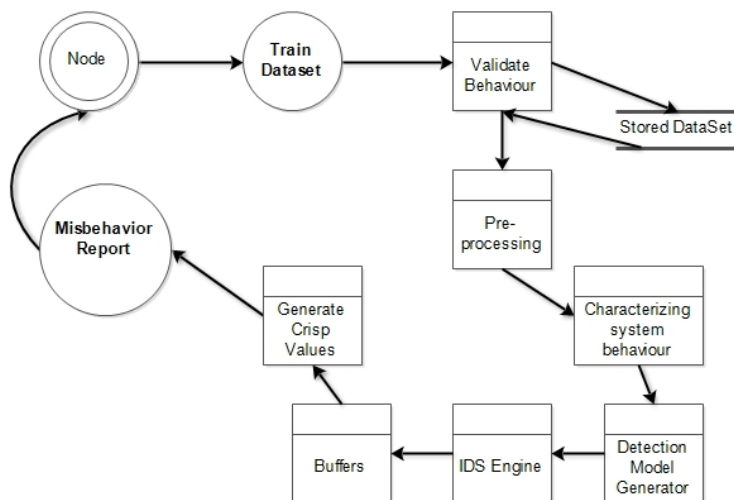 Node
Train
Dataset
Validate
Behaviour
Stored DataSet
Pre-
processing
Misbehavior
Report
Generate
Crisp
Values
Characterizing
system
behaviour
Buffers
IDS Engine
Detection
Model
Generator